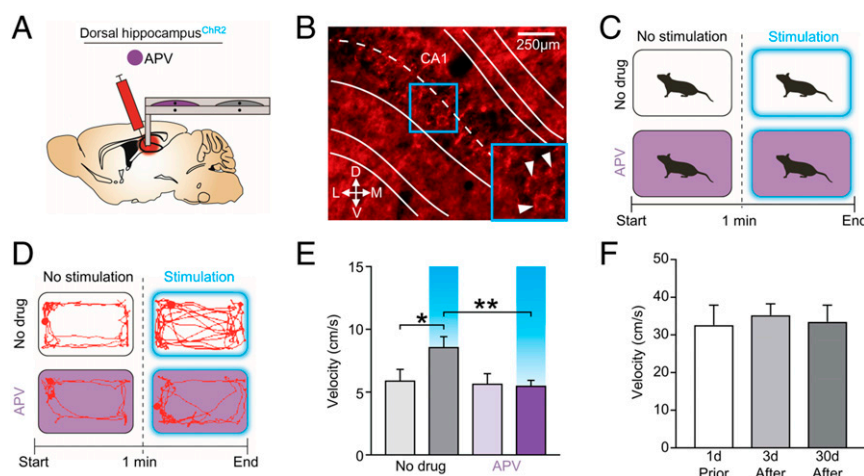 A
Dorsal hippocampusChR2
APV
B
250µm
CA1
D
L M
V
C
No stimulation Stimulation
No drug
APV
Start 1 min End
D
No stimulation Stimulation
No drug
APV
Start 1 min End
E
Velocity (cm/s)
15
10
5
0
*
**
No drug APV
F
Velocity (cm/s)
50
40
30
20
10
0
1d 3d 30d
Prior After After